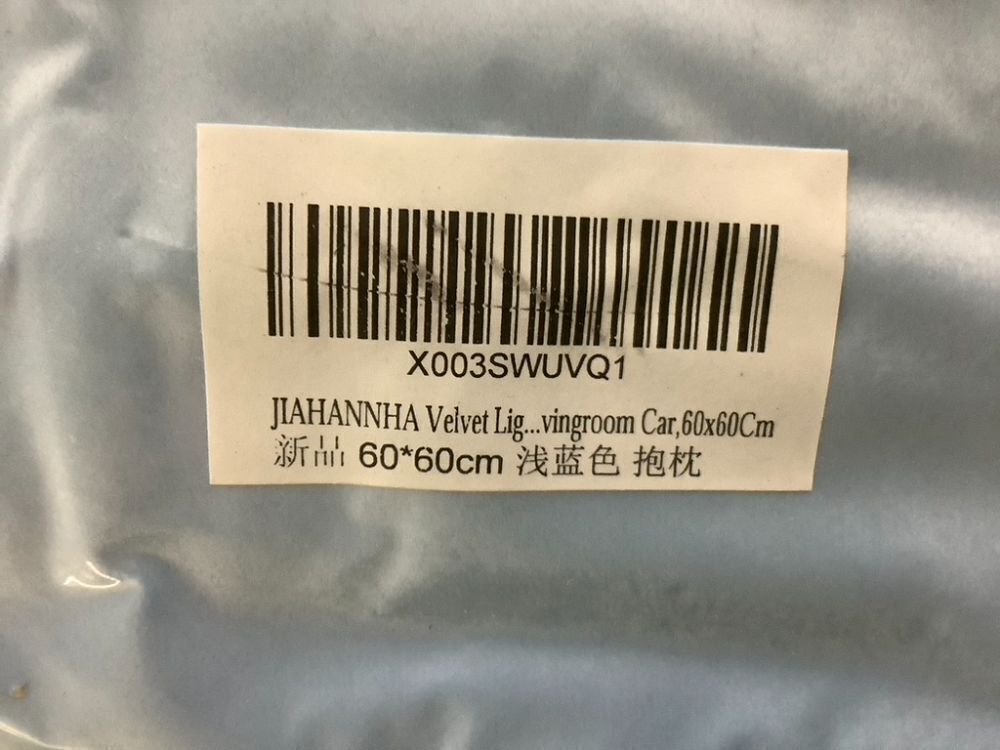 X003SWUVQ1
JIAHANNHA Velvet Lig...vingroom Car,60x60Cm
新品 60*60cm 浅蓝色 抱枕